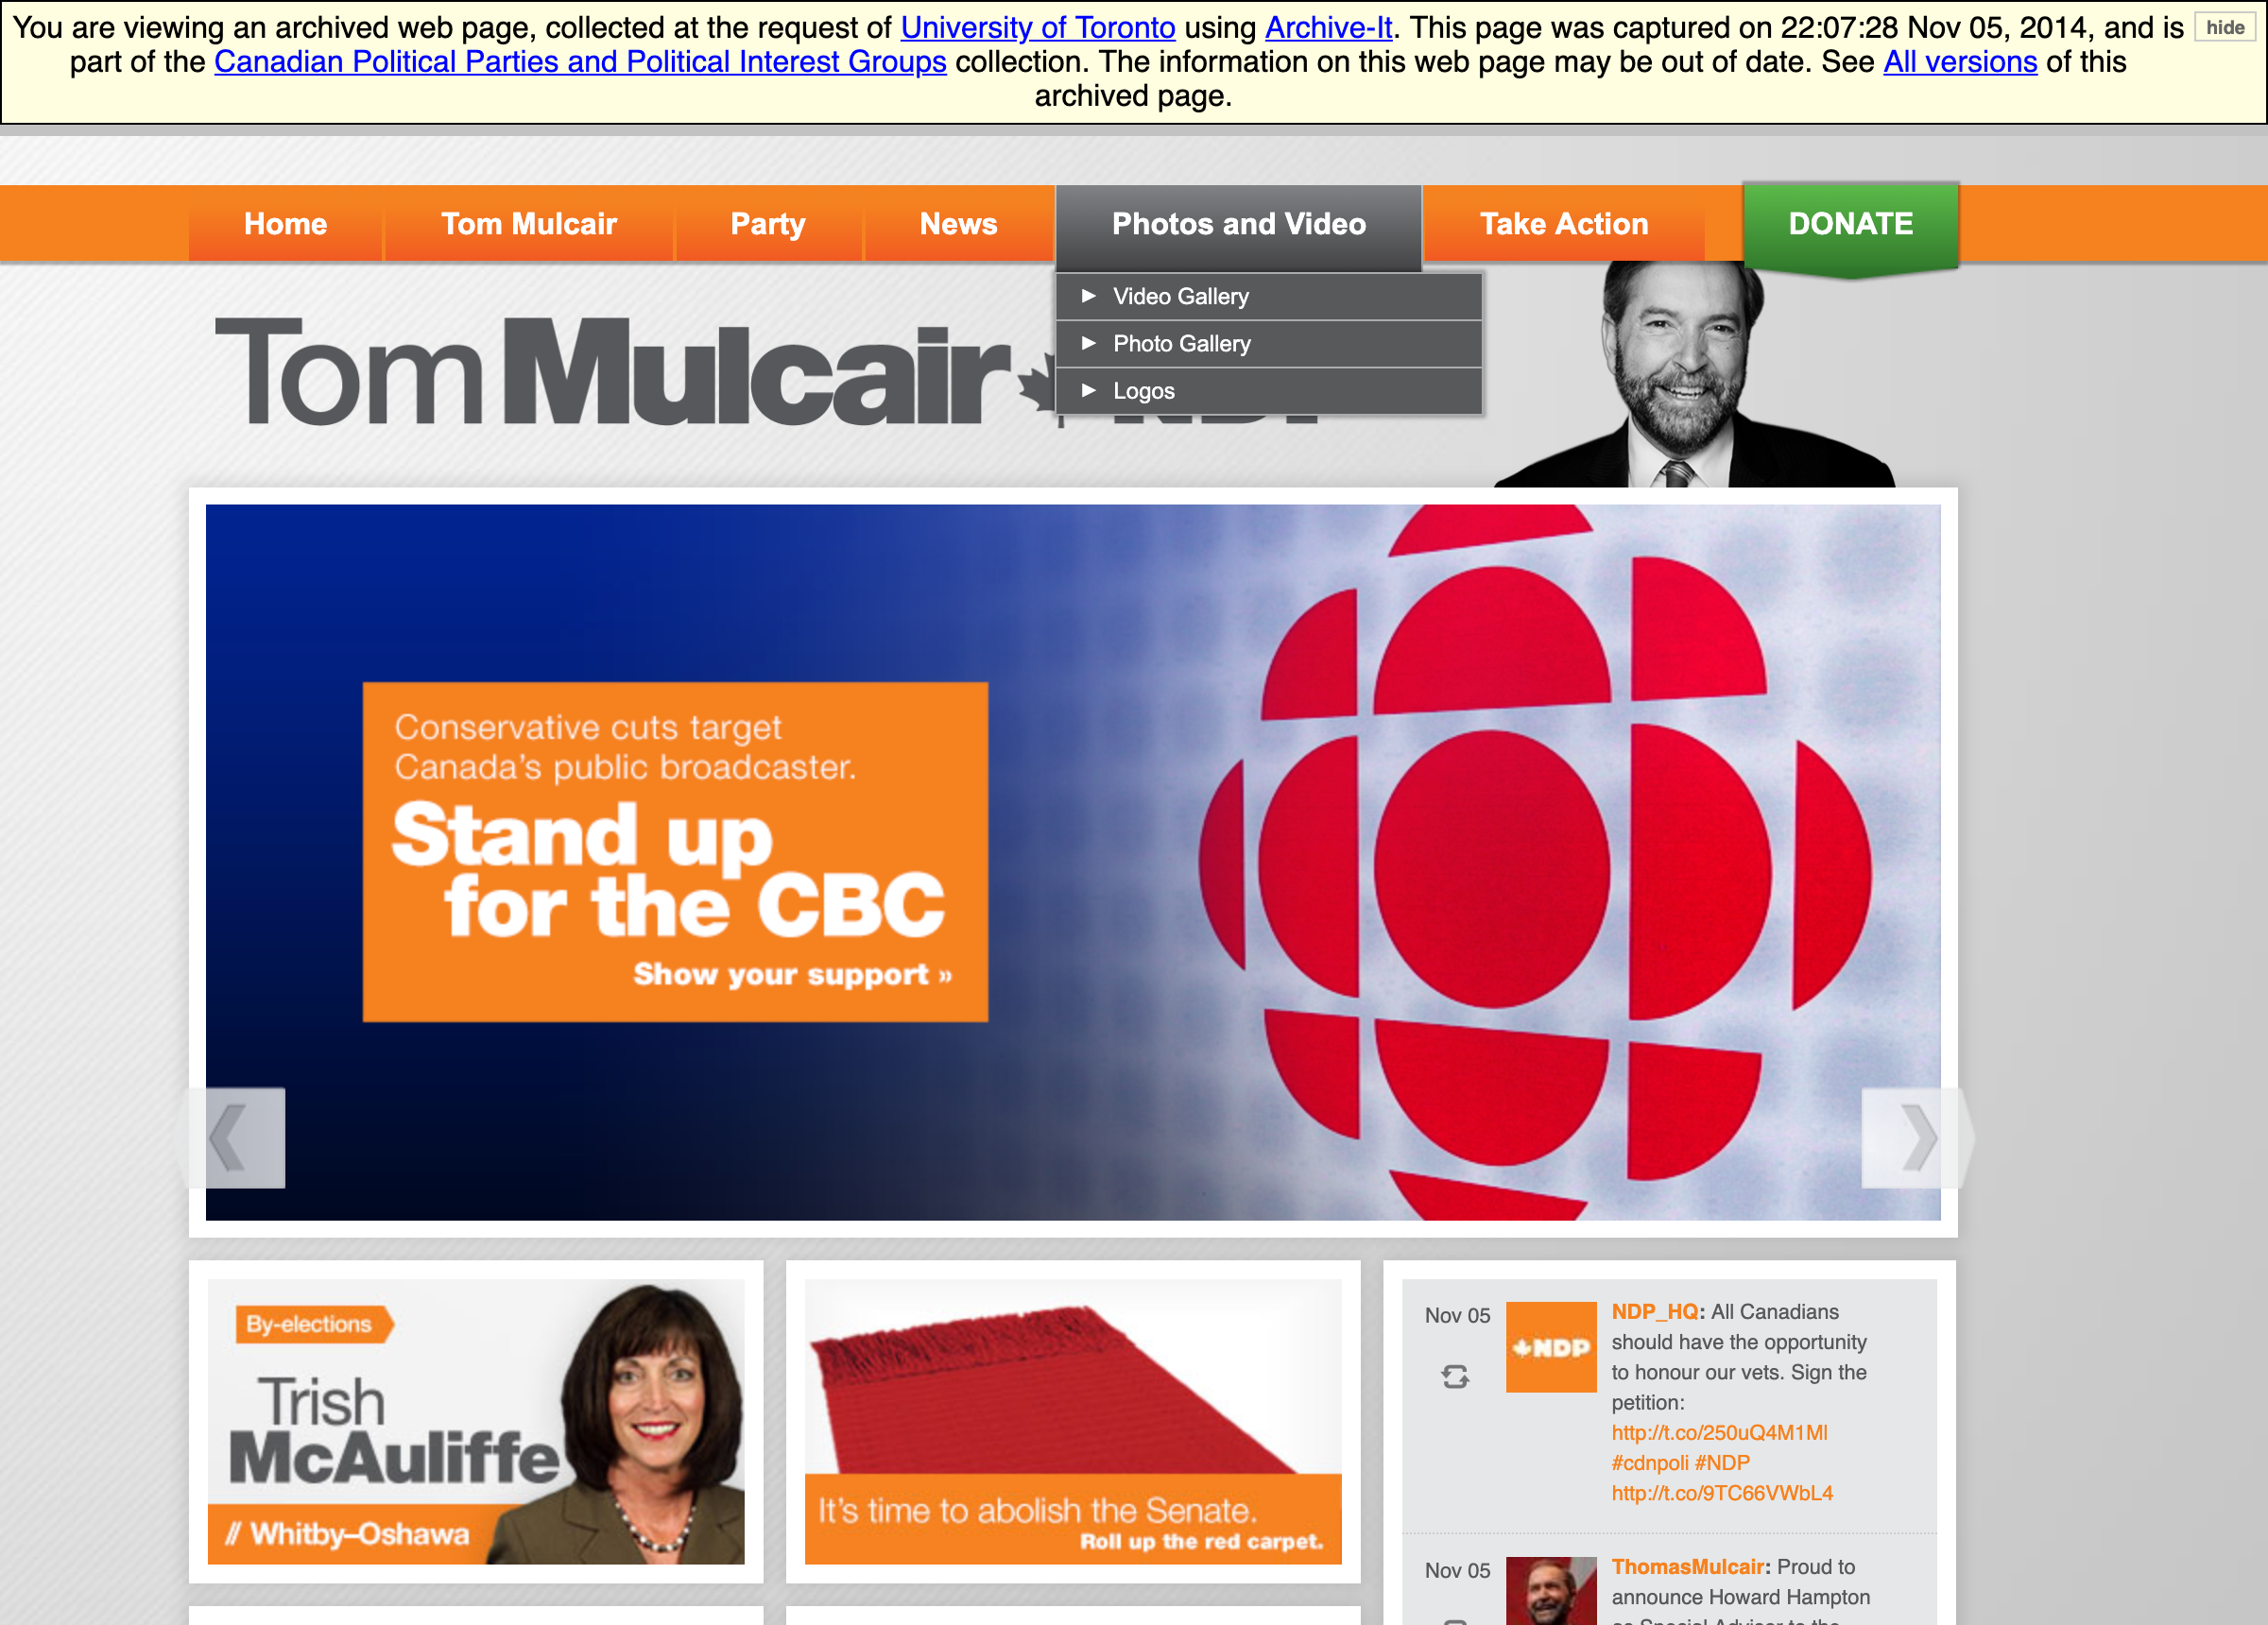 You are viewing an archived web page, collected at the request of University of Toronto using Archive-It. This page was captured on 22:07:28 Nov 05, 2014, and is
hide
part of the Canadian Political Parties and Political Interest Groups collection. The information on this web page may be out of date. See All versions of this
archived page.
Home
Tom Mulcair
Party
News
Photos and Video
Take Action
DONATE
Video Gallery
Photo Gallery
Logos
Tom Mulcair
Conservative cuts target
Canada's public broadcaster.
Stand up
for the CBC
Show your support »
By-elections
Trish
McAuliffe
// Whitby–Oshawa
It's time to abolish the Senate.
Roll up the red carpet.
Nov 05
NDP
NDP_HQ: All Canadians
should have the opportunity
to honour our vets. Sign the
petition:
http://t.co/250uQ4M1Ml
#cdnpoli #NDP
http://t.co/9TC66VWbL4
Nov 05
ThomasMulcair: Proud to
announce Howard Hampton
as Special Advisor to the